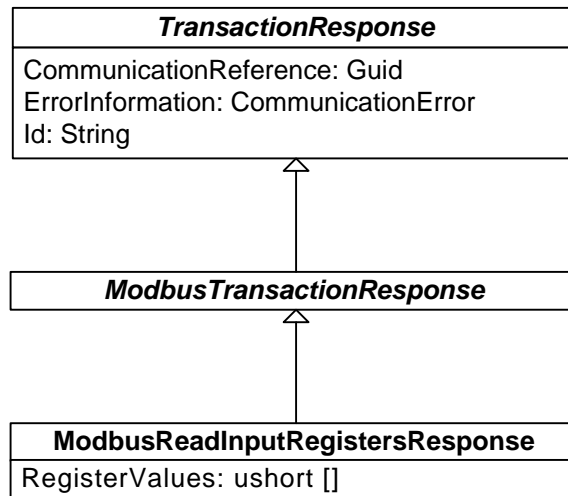 TransactionResponse
CommunicationReference: Guid
ErrorInformation: CommunicationError
Id: String
ModbusTransactionResponse
ModbusReadInputRegistersResponse
RegisterValues: ushort []